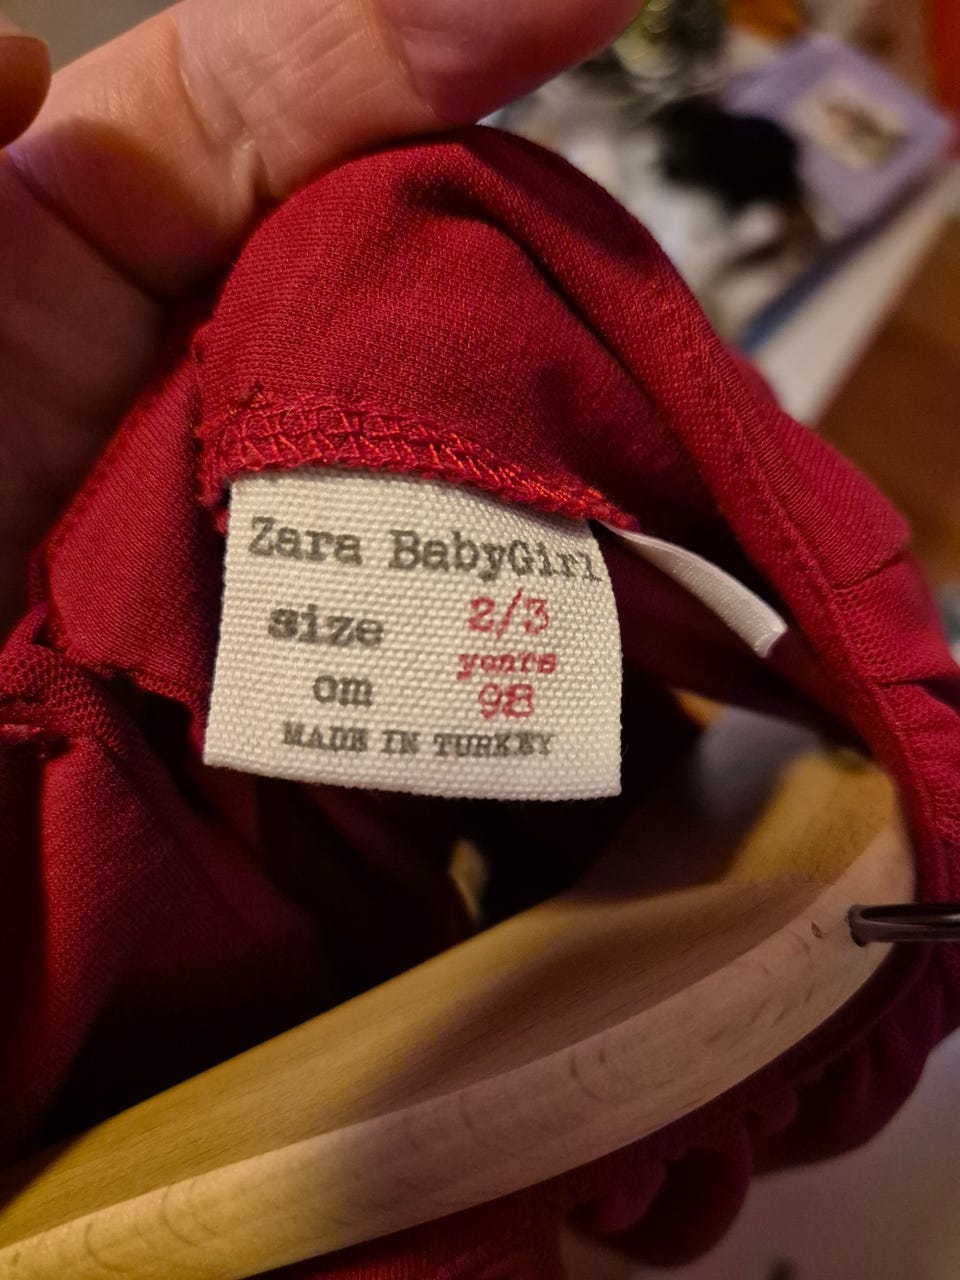 Zara BabyGirl
size 2/3
years
cm 98
MADE IN TURKEY